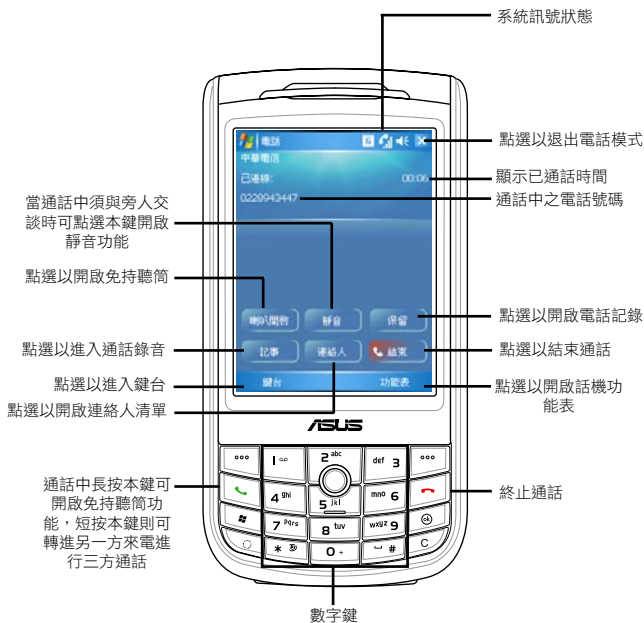 系統訊號狀態
電話
G
點選以退出電話模式
中華電信
已連線:
00:06
顯示已通話時間
0220943447
通話中之電話號碼
當通話中須與旁人交
談時可點選本鍵開啟
靜音功能
點選以開啟免持聽筒
喇叭開啓
靜音
保留
點選以開啟電話記錄
點選以進入通話錄音
記事
連絡人
結束
點選以結束通話
點選以進入鍵台
鍵台
功能表
點選以開啟話機功
能表
點選以開啟連絡人清單
ASUS
1
2 abc
def 3
4 ghi
5 jkl
mno 6
7 pqrs
8 tuv
wxyz 9
ok
*
0 +
#
C
通話中長按本鍵可
開啟免持聽筒功
能，短按本鍵則可
轉進另一方來電進
行三方通話
終止通話
數字鍵